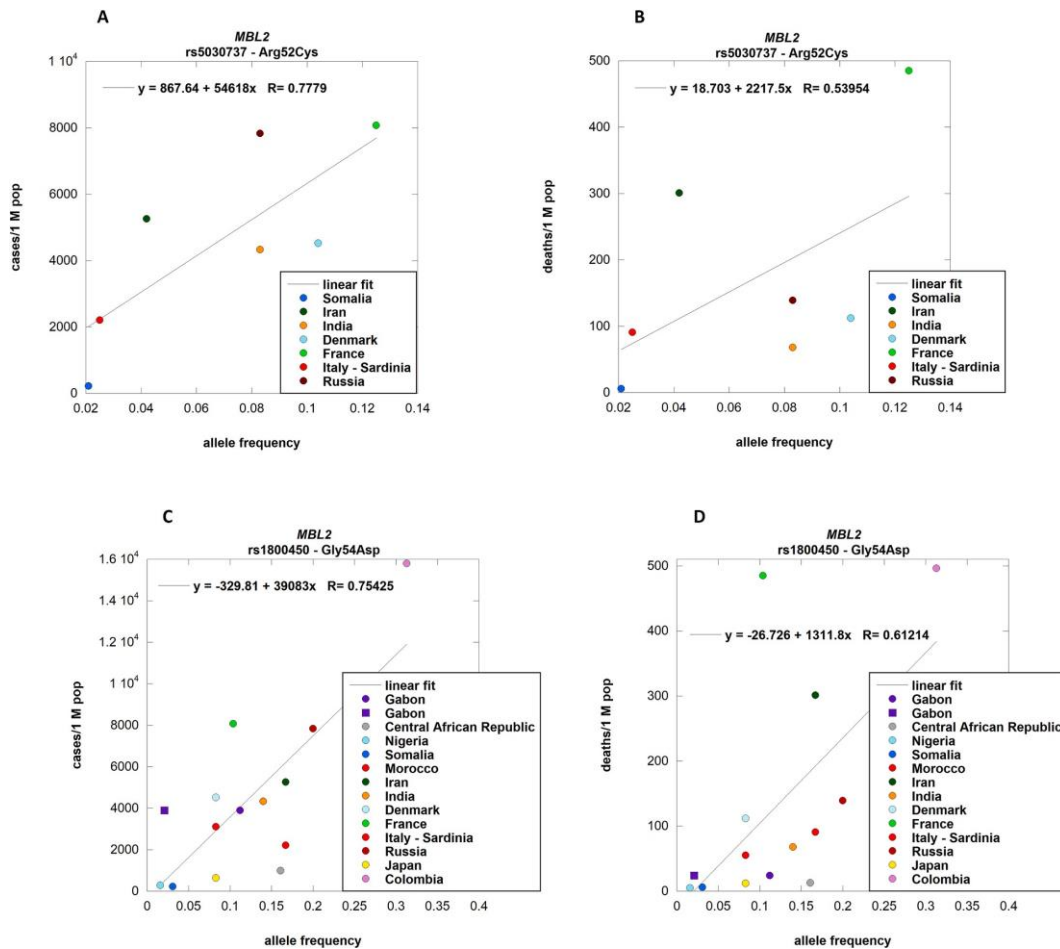 A
MBL2
rs5030737 - Arg52Cys
1 10⁴
y = 867.64 + 54618x R= 0.7779
8000
6000
4000
2000
0
cases/1 M pop
linear fit
Somalia
Iran
India
Denmark
France
Italy - Sardinia
Russia
0.02 0.04 0.06 0.08 0.1 0.12 0.14
allele frequency
B
MBL2
rs5030737 - Arg52Cys
500
y = 18.703 + 2217.5x R= 0.53954
400
300
200
100
0
deaths/1 M pop
linear fit
Somalia
Iran
India
Denmark
France
Italy - Sardinia
Russia
0.02 0.04 0.06 0.08 0.1 0.12 0.14
allele frequency
C
MBL2
rs1800450 - Gly54Asp
1.6 10⁴
y = -329.81 + 39083x R= 0.75425
1.4 10⁴
1.2 10⁴
1 10⁴
8000
6000
4000
2000
0
cases/1 M pop
linear fit
Gabon
Gabon
Central African Republic
Nigeria
Somalia
Morocco
Iran
India
Denmark
France
Italy - Sardinia
Russia
Japan
Colombia
0 0.05 0.1 0.15 0.2 0.25 0.3 0.35 0.4
allele frequency
D
MBL2
rs1800450 - Gly54Asp
500
400
y = -26.726 + 1311.8x R= 0.61214
300
200
100
0
deaths/1 M pop
linear fit
Gabon
Gabon
Central African Republic
Nigeria
Somalia
Morocco
Iran
India
Denmark
France
Italy - Sardinia
Russia
Japan
Colombia
0 0.05 0.1 0.15 0.2 0.25 0.3 0.35 0.4
allele frequency